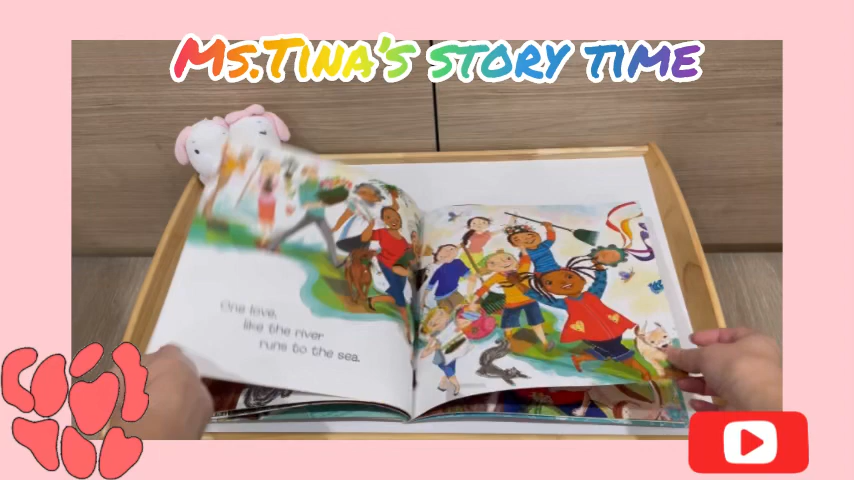 Ms.Tina's story time
One love,
like the river
runs to the sea.